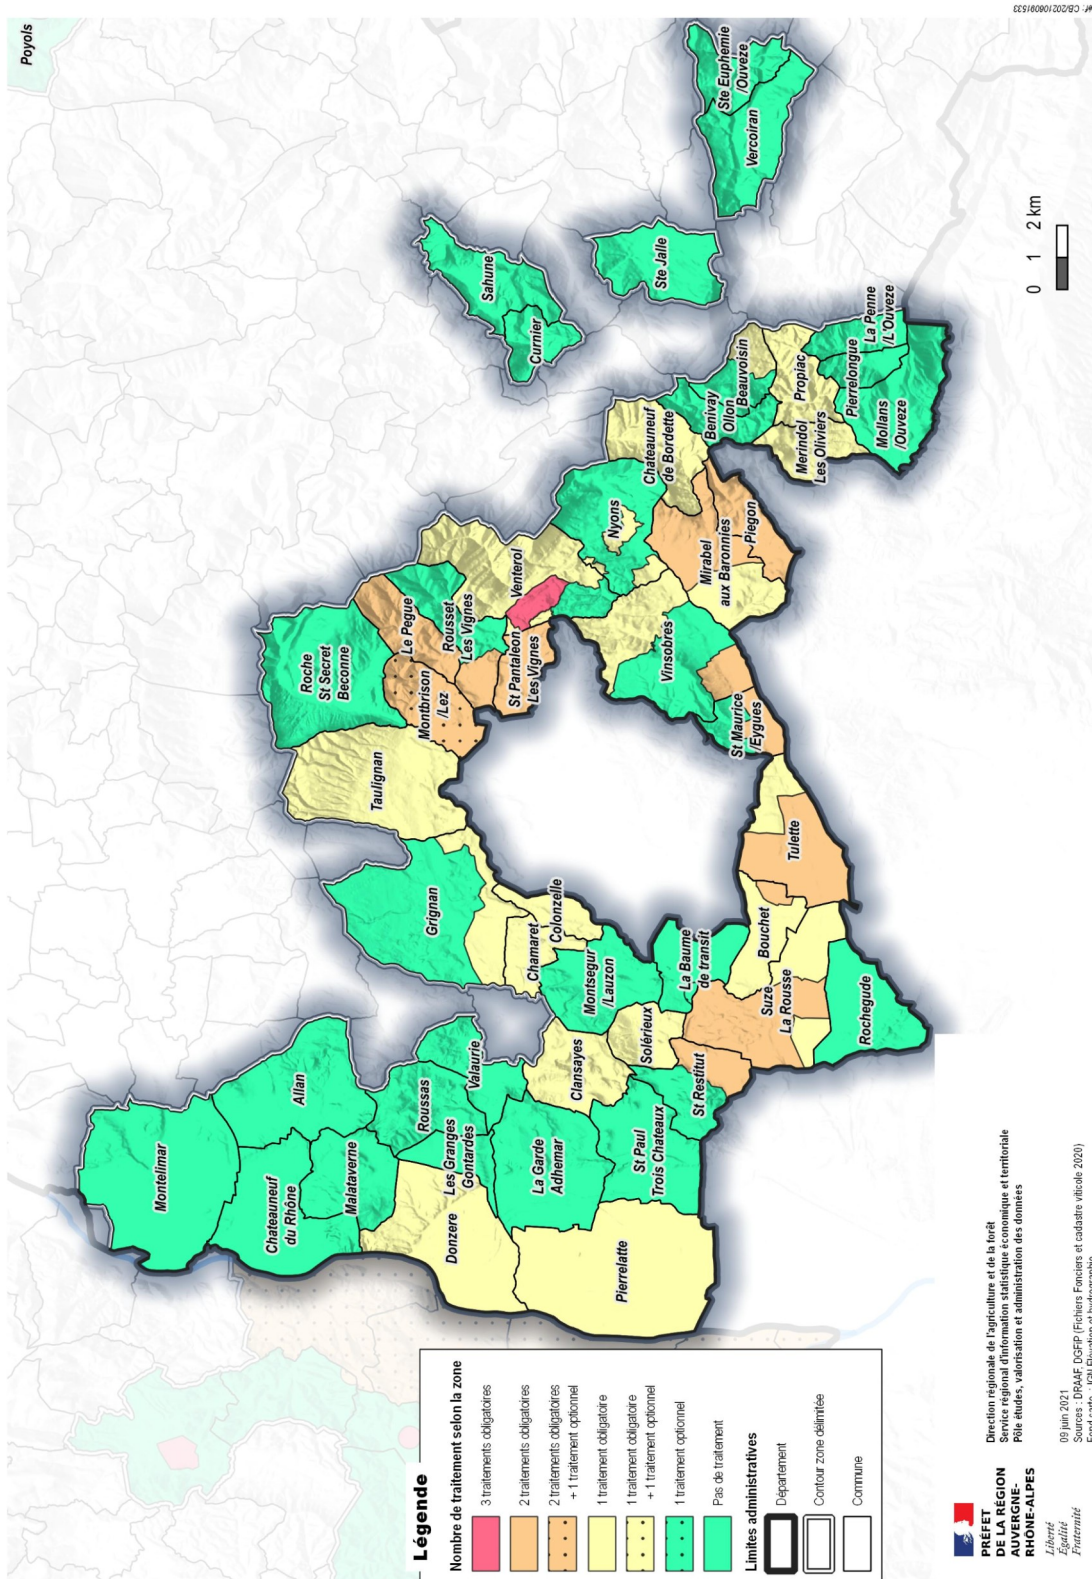 Poyols
Montelimar
Allan
Chateauneuf
du Rhône
Malataverne
Roussas
Valaurie
Les Granges
Gontardes
Donzere
La Garde
Adhemar
Pierrelatte
St Paul
Trois Chateaux
Clansayes
Solérieux
St Restitut
Grignan
Chamaret
Colonzelle
Montsegur
/Lauzon
La Baume
de transit
Suze
La Rousse
Bouchet
Rochegude
Tulette
Taulignan
Roche
St Secret
Beconne
Montbrison
/Lez
Le Pegue
Rousset
Les Vignes
St Pantaleon
Les Vignes
Venterol
Nyons
Vinsobres
St Maurice
/Eygues
Mirabel
aux Baronnies
Piegon
Chateauneuf
de Bordette
Benivay
Ollon
Beauvoisin
Propiac
Merindol
Les Oliviers
Pierrelongue
La Penne
/L'Ouveze
Mollans
/Ouveze
Sahune
Curnier
Ste Jalle
Vercoiran
Ste Euphemie
/Ouveze
0 1 2 km
Légende
Nombre de traitement selon la zone
3 traitements obligatoires
2 traitements obligatoires
2 traitements obligatoires
+ 1 traitement optionnel
1 traitement obligatoire
1 traitement obligatoire
+ 1 traitement optionnel
1 traitement optionnel
Pas de traitement
Limites administratives
Département
Contour zone délimitée
Commune
PRÉFET
DE LA RÉGION
AUVERGNE-
RHÔNE-ALPES
Liberté
Égalité
Fraternité
Direction régionale de l'agriculture et de la forêt
Service régional d'information statistique économique et territoriale
Pôle études, valorisation et administration des données
09 juin 2021
Sources : DRAAF, DGFIP (Fichiers Fonciers et cadastre viticole 2020)